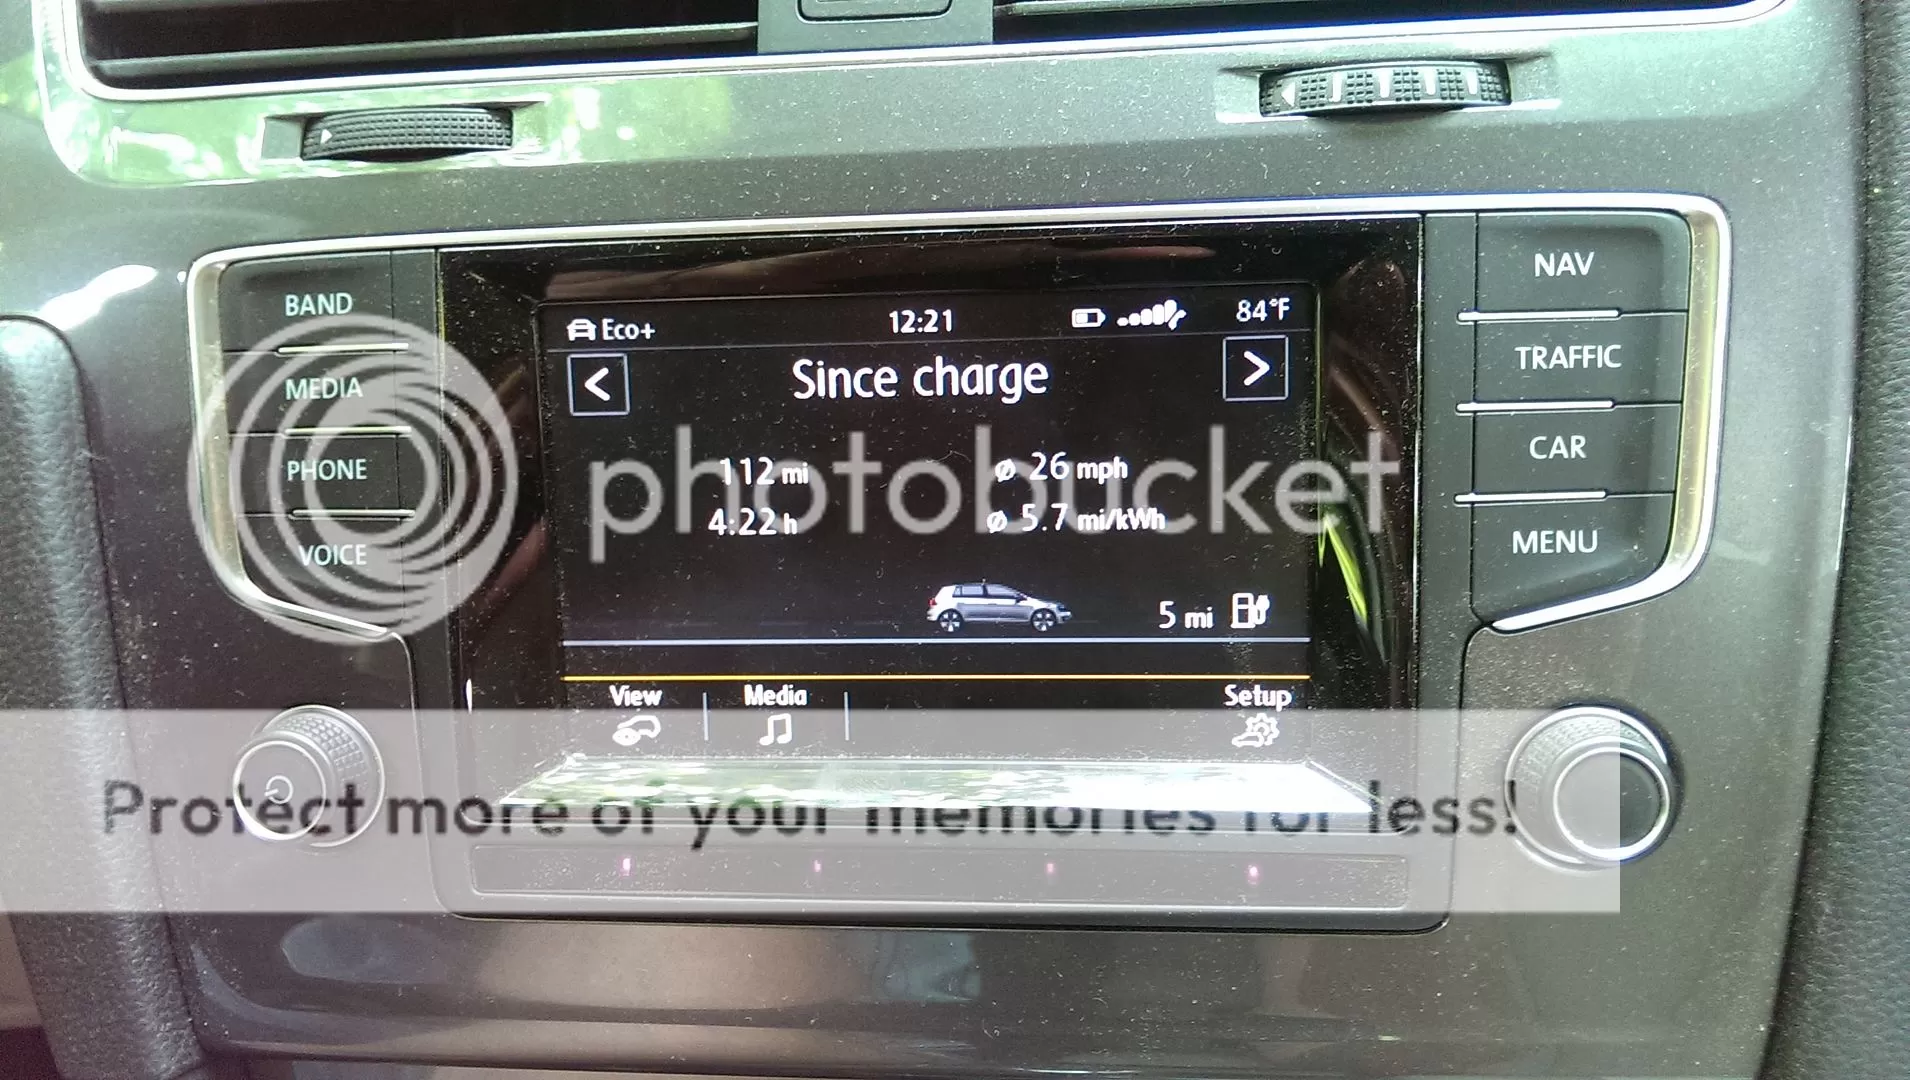 BAND
MEDIA
PHONE
VOICE
Eco+
12:21
84°F
<
Since charge
>
112 mi
ø 26 mph
4:22 h
ø 5.7 mi/kWh
5 mi
View
Media
Setup
NAV
TRAFFIC
CAR
MENU
photobucket
Protect more of your memories for less!